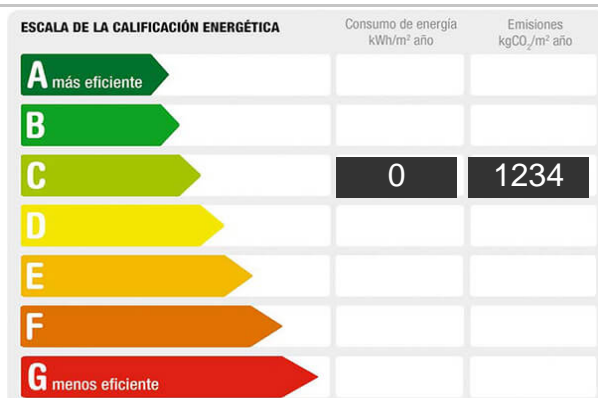 ESCALA DE LA CALIFICACIÓN ENERGÉTICA
Consumo de energía
kWh/m² año
Emisiones
kgCO₂/m² año
A más eficiente
B
C 0 1234
D
E
F
G menos eficiente